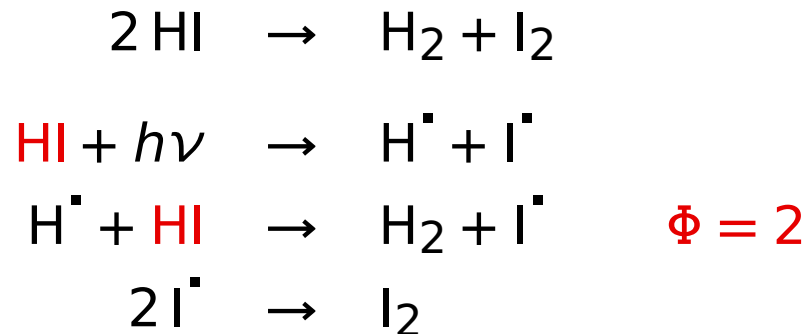 2 HI → H₂ + I₂
HI + hν → H˙ + I˙
H˙ + HI → H₂ + I˙ Φ = 2
2 I˙ → I₂